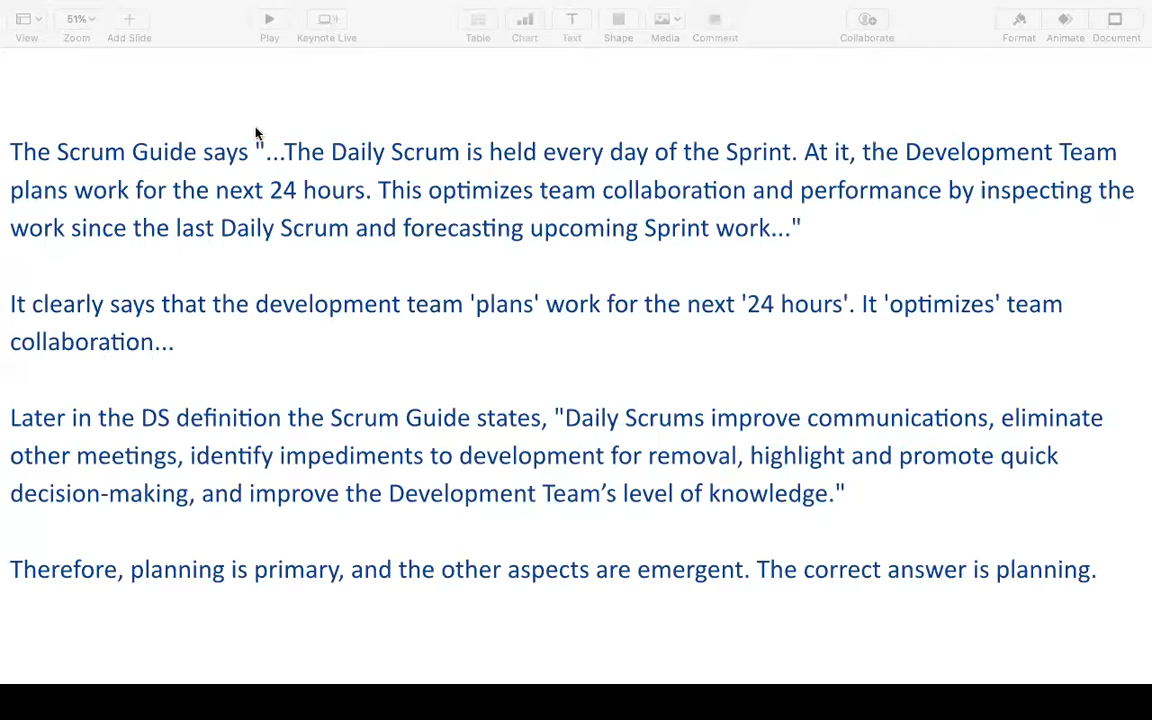 51%
View
Zoom
Add Slide
Play
Keynote Live
Table
Chart
Text
Shape
Media
Comment
Collaborate
Format
Animate
Document
The Scrum Guide says "...The Daily Scrum is held every day of the Sprint. At it, the Development Team
plans work for the next 24 hours. This optimizes team collaboration and performance by inspecting the
work since the last Daily Scrum and forecasting upcoming Sprint work..."
It clearly says that the development team 'plans' work for the next '24 hours'. It 'optimizes' team
collaboration...
Later in the DS definition the Scrum Guide states, "Daily Scrums improve communications, eliminate
other meetings, identify impediments to development for removal, highlight and promote quick
decision-making, and improve the Development Team’s level of knowledge."
Therefore, planning is primary, and the other aspects are emergent. The correct answer is planning.